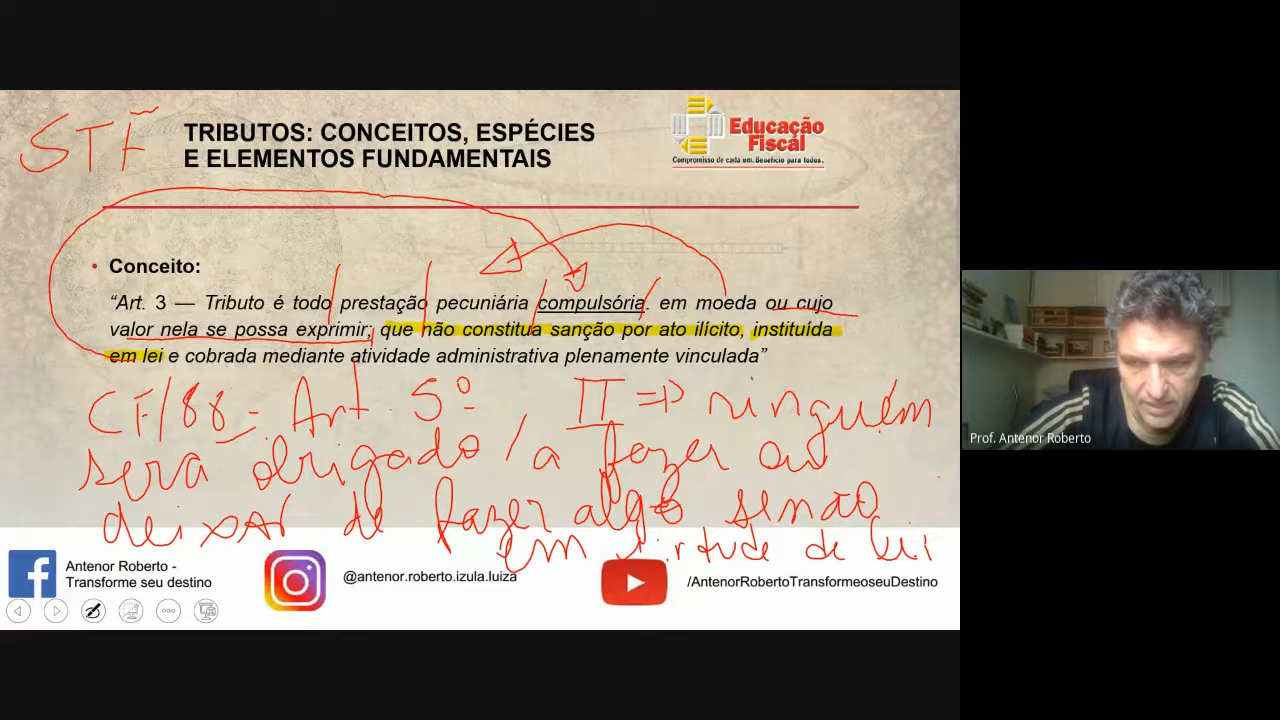 STF
TRIBUTOS: CONCEITOS, ESPÉCIES
E ELEMENTOS FUNDAMENTAIS
Educação
Fiscal
Compromisso de cada um. Benefício para todos.
• Conceito:
“Art. 3 — Tributo é todo prestação pecuniária compulsória. em moeda ou cujo
valor nela se possa exprimir; que não constitua sanção por ato ilícito, instituída
em lei e cobrada mediante atividade administrativa plenamente vinculada”
CF/88 - Art. 5º II => ninguém
será obrigado a fazer ou
deixar de fazer algo senão
em virtude de lei
Antenor Roberto -
Transforme seu destino
@antenor.roberto.izula.luiza
/AntenorRobertoTransformeoseuDestino
Prof. Antenor Roberto